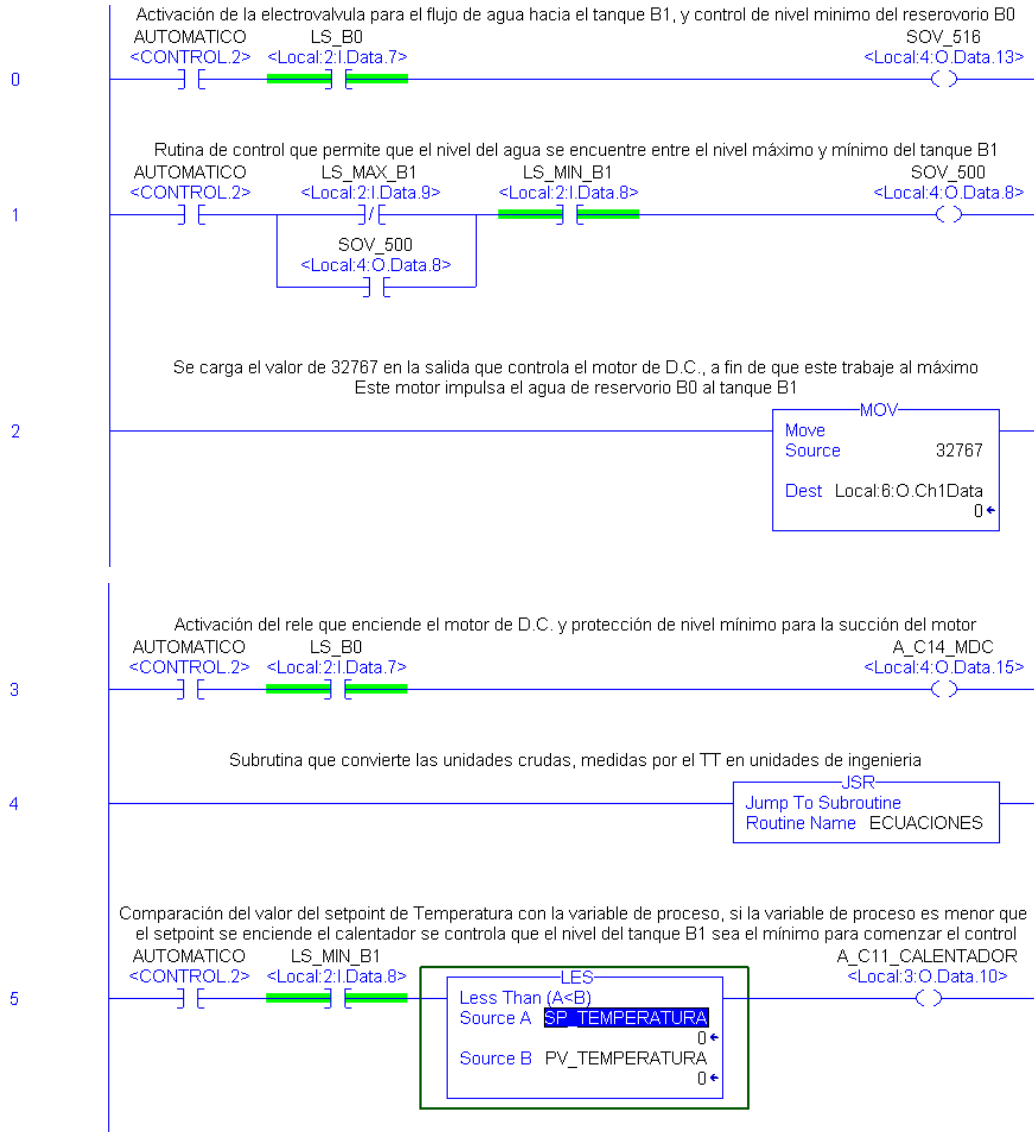 Activación de la electrovalvula para el flujo de agua hacia el tanque B1, y control de nivel minimo del reserovorio B0
AUTOMATICO LS_B0 SOV_516
<CONTROL.2> <Local:2:I.Data.7> <Local:4:O.Data.13>
0
Rutina de control que permite que el nivel del agua se encuentre entre el nivel máximo y mínimo del tanque B1
AUTOMATICO LS_MAX_B1 LS_MIN_B1 SOV_500
<CONTROL.2> <Local:2:I.Data.9> <Local:2:I.Data.8> <Local:4:O.Data.8>
1
SOV_500
<Local:4:O.Data.8>
Se carga el valor de 32767 en la salida que controla el motor de D.C., a fin de que este trabaje al máximo
Este motor impulsa el agua de reservorio B0 al tanque B1
MOV
2
Move
Source 32767
Dest Local:6:O.Ch1Data
0
Activación del rele que enciende el motor de D.C. y protección de nivel mínimo para la succión del motor
AUTOMATICO LS_B0 A_C14_MDC
<CONTROL.2> <Local:2:I.Data.7> <Local:4:O.Data.15>
3
Subrutina que convierte las unidades crudas, medidas por el TT en unidades de ingenieria
JSR
4
Jump To Subroutine
Routine Name ECUACIONES
Comparación del valor del setpoint de Temperatura con la variable de proceso, si la variable de proceso es menor que
el setpoint se enciende el calentador se controla que el nivel del tanque B1 sea el mínimo para comenzar el control
AUTOMATICO LS_MIN_B1 A_C11_CALENTADOR
<CONTROL.2> <Local:2:I.Data.8> <Local:3:O.Data.10>
LES
5
Less Than (A<B)
Source A SP_TEMPERATURA
0
Source B PV_TEMPERATURA
0